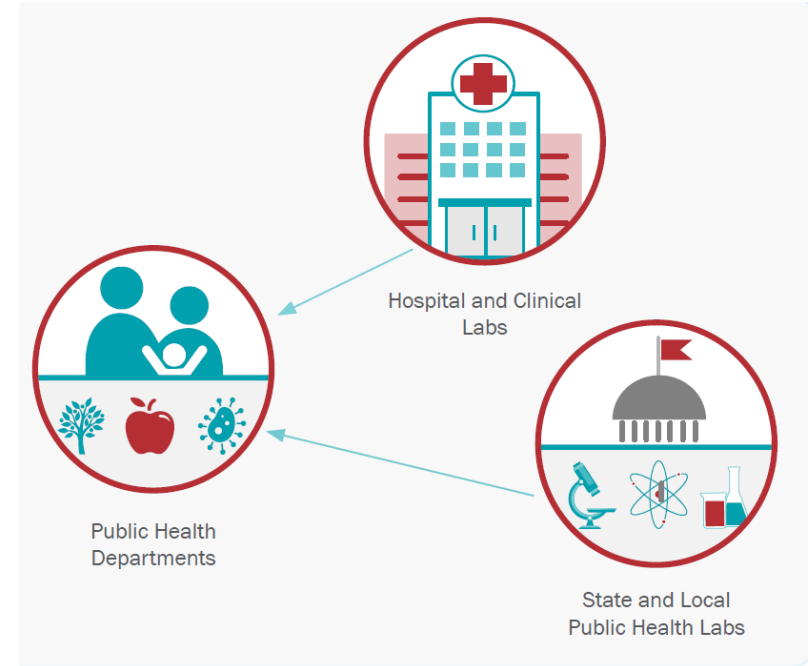 Hospital and Clinical
Labs
Public Health
Departments
State and Local
Public Health Labs